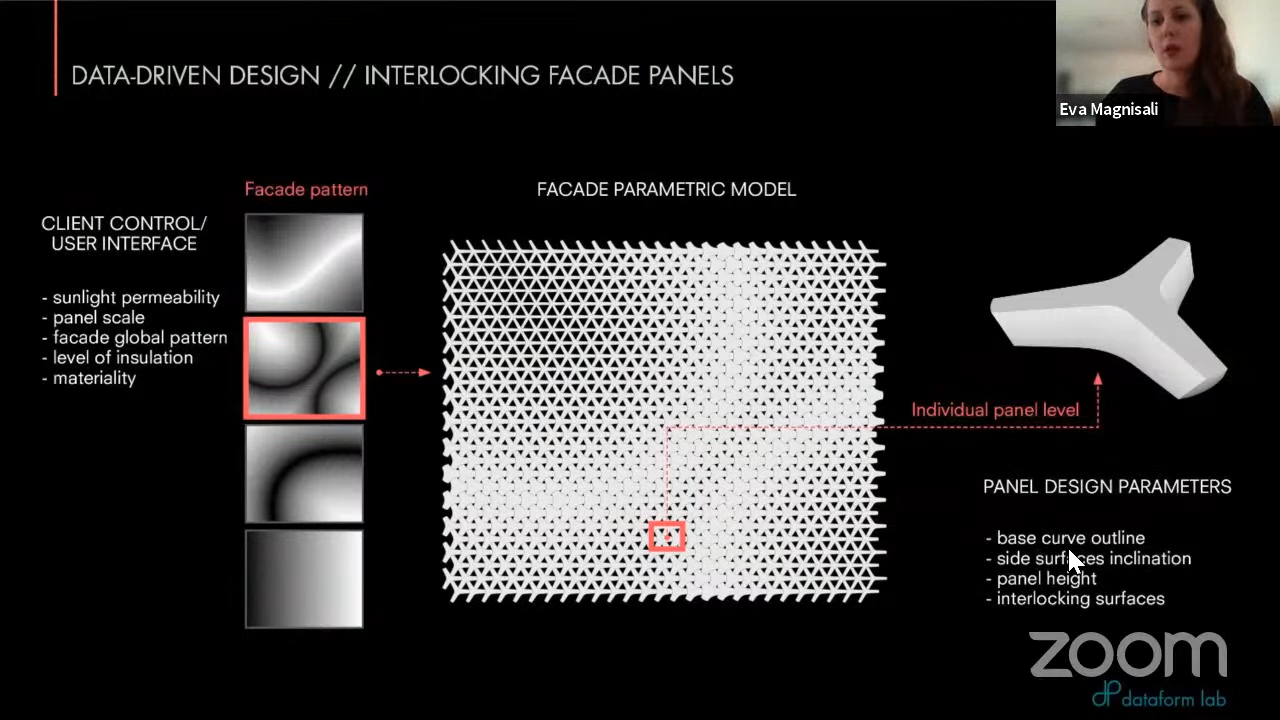 DATA-DRIVEN DESIGN // INTERLOCKING FACADE PANELS
Eva Magnisali
CLIENT CONTROL/
USER INTERFACE
- sunlight permeability
- panel scale
- facade global pattern
- level of insulation
- materiality
Facade pattern
FACADE PARAMETRIC MODEL
Individual panel level
PANEL DESIGN PARAMETERS
- base curve outline
- side surfaces inclination
- panel height
- interlocking surfaces
zoom
dataform lab